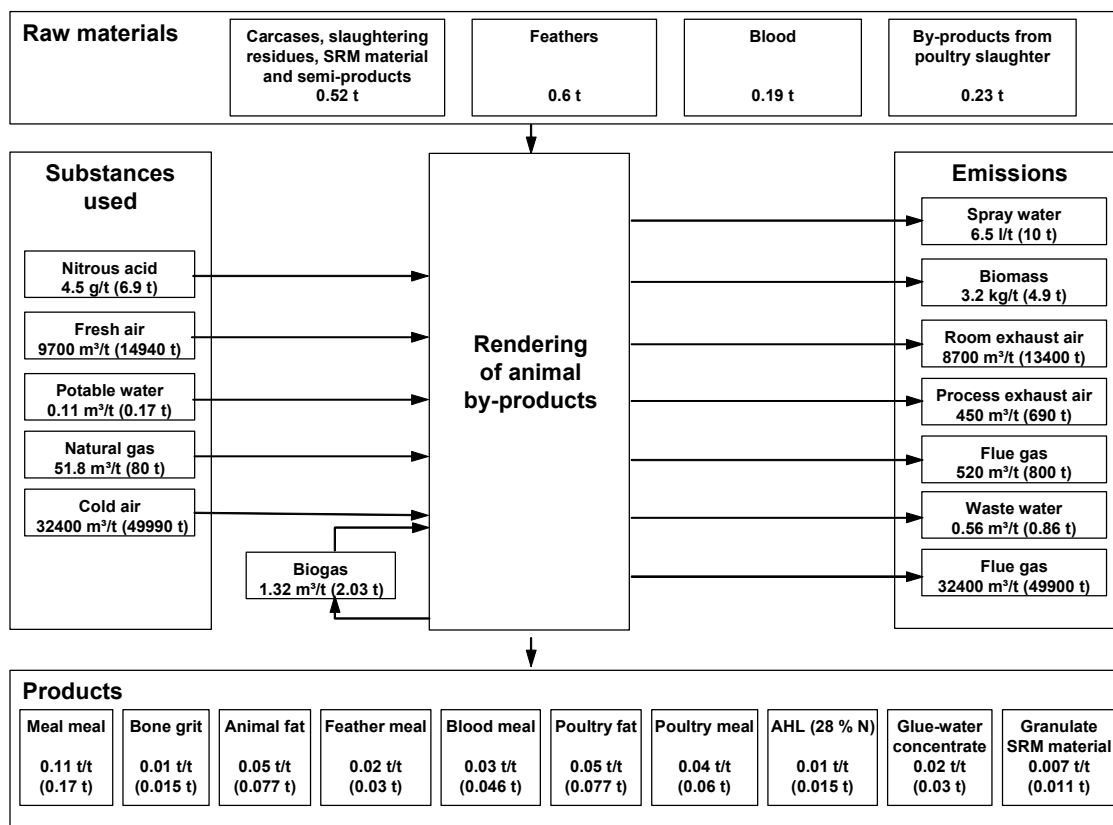 Raw materials
Carcases, slaughtering
residues, SRM material
and semi-products
0.52 t
Feathers
0.6 t
Blood
0.19 t
By-products from
poultry slaughter
0.23 t
Substances
used
Nitrous acid
4.5 g/t (6.9 t)
Fresh air
9700 m³/t (14940 t)
Potable water
0.11 m³/t (0.17 t)
Natural gas
51.8 m³/t (80 t)
Cold air
32400 m³/t (49990 t)
Biogas
1.32 m³/t (2.03 t)
Rendering
of animal
by-products
Emissions
Spray water
6.5 l/t (10 t)
Biomass
3.2 kg/t (4.9 t)
Room exhaust air
8700 m³/t (13400 t)
Process exhaust air
450 m³/t (690 t)
Flue gas
520 m³/t (800 t)
Waste water
0.56 m³/t (0.86 t)
Flue gas
32400 m³/t (49900 t)
Products
Meal meal
0.11 t/t
(0.17 t)
Bone grit
0.01 t/t
(0.015 t)
Animal fat
0.05 t/t
(0.077 t)
Feather meal
0.02 t/t
(0.03 t)
Blood meal
0.03 t/t
(0.046 t)
Poultry fat
0.05 t/t
(0.077 t)
Poultry meal
0.04 t/t
(0.06 t)
AHL (28 % N)
0.01 t/t
(0.015 t)
Glue-water
concentrate
0.02 t/t
(0.03 t)
Granulate
SRM material
0.007 t/t
(0.011 t)